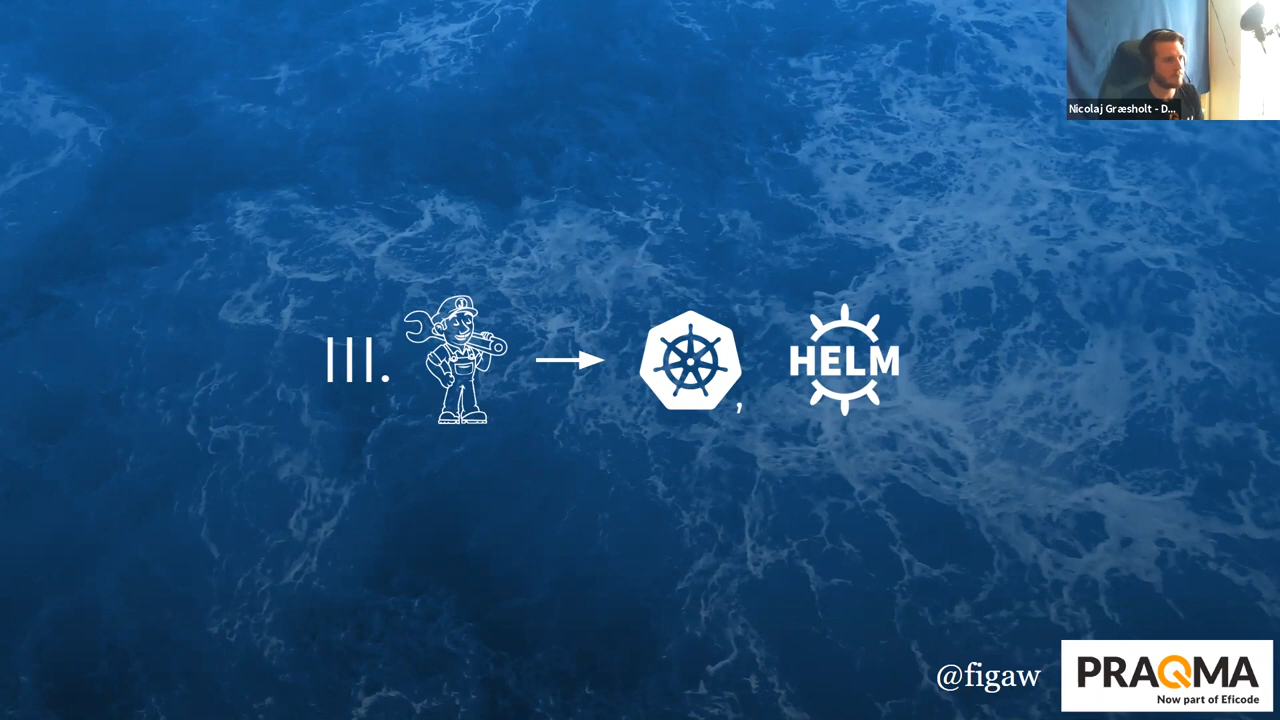 Nicolaj Græsholt - D...
III.
,
HELM
@figaw
PRAQMA
Now part of Eficode